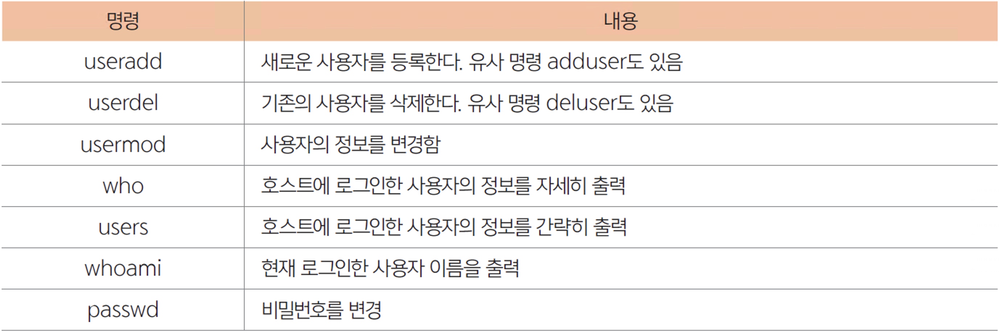 명령 내용
useradd 새로운 사용자를 등록한다. 유사 명령 adduser도 있음
userdel 기존의 사용자를 삭제한다. 유사 명령 deluser도 있음
usermod 사용자의 정보를 변경함
who 호스트에 로그인한 사용자의 정보를 자세히 출력
users 호스트에 로그인한 사용자의 정보를 간략히 출력
whoami 현재 로그인한 사용자 이름을 출력
passwd 비밀번호를 변경